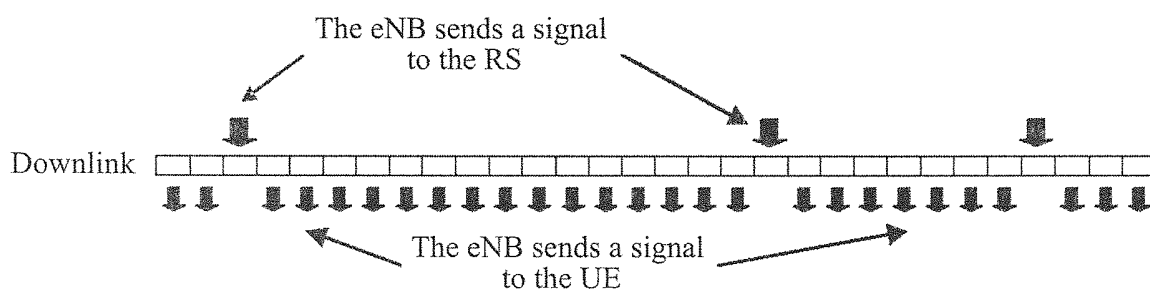 The eNB sends a signal
to the RS
Downlink
The eNB sends a signal
to the UE